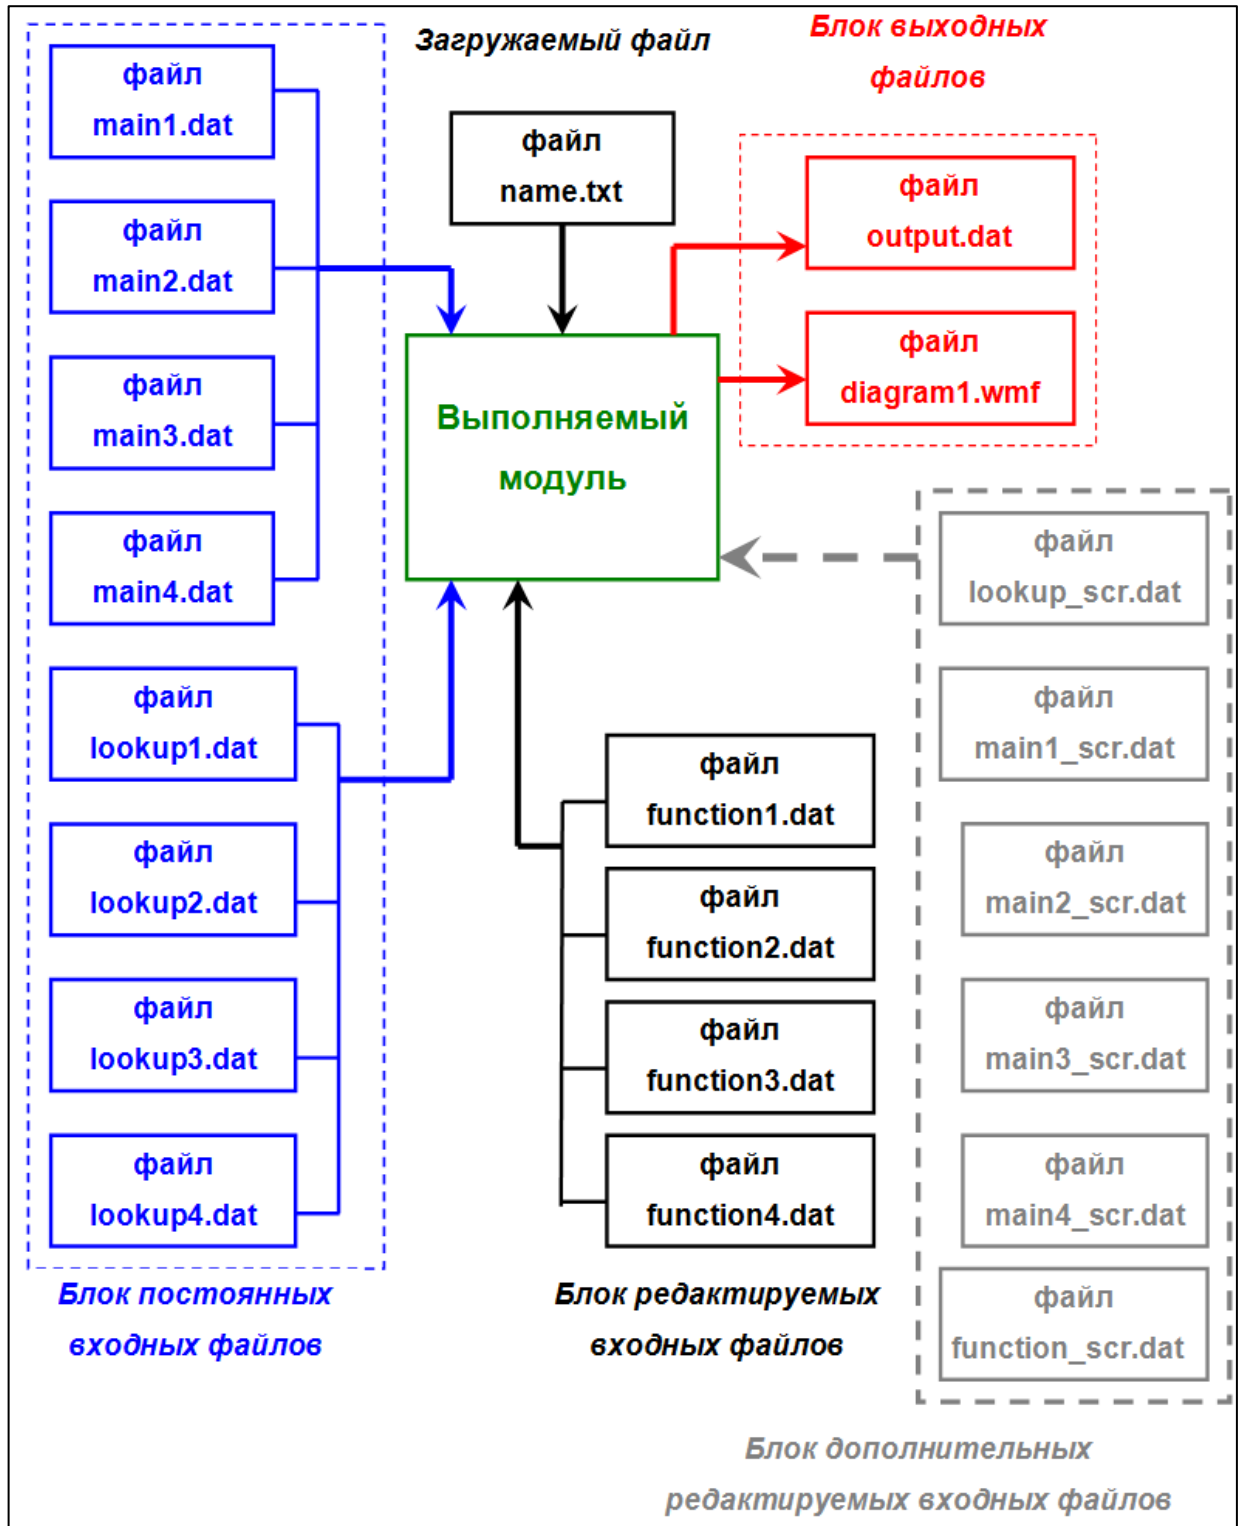 Загружаемый файл
Блок выходных
файлов
файл
main1.dat
файл
main2.dat
файл
main3.dat
файл
main4.dat
файл
lookup1.dat
файл
lookup2.dat
файл
lookup3.dat
файл
lookup4.dat
Блок постоянных
входных файлов
файл
name.txt
Выполняемый
модуль
файл
output.dat
файл
diagram1.wmf
файл
function1.dat
файл
function2.dat
файл
function3.dat
файл
function4.dat
Блок редактируемых
входных файлов
файл
lookup_scr.dat
файл
main1_scr.dat
файл
main2_scr.dat
файл
main3_scr.dat
файл
main4_scr.dat
файл
function_scr.dat
Блок дополнительных
редактируемых входных файлов